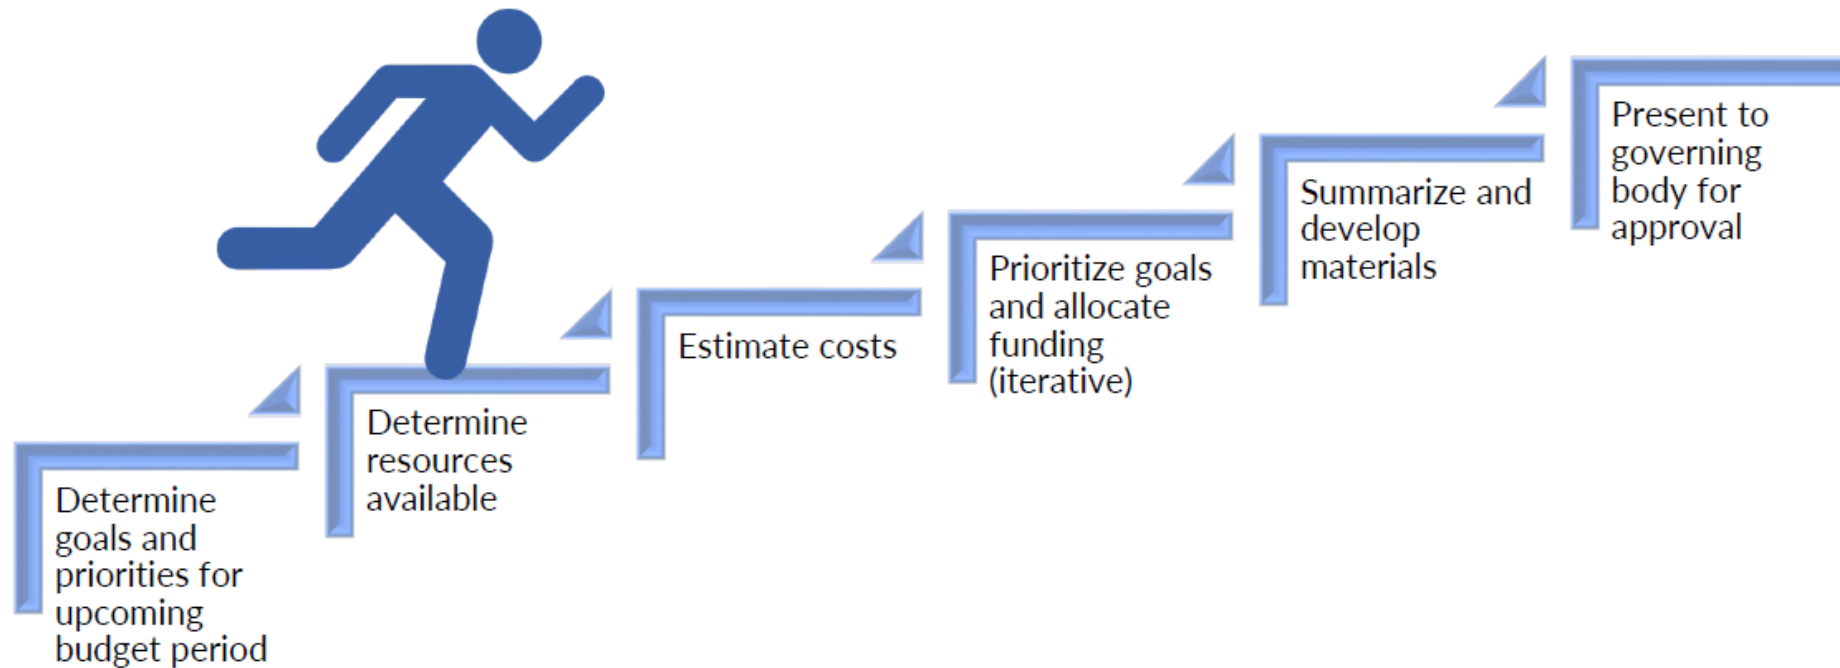 Determine
goals and
priorities for
upcoming
budget period
Determine
resources
available
Estimate costs
Prioritize goals
and allocate
funding
(iterative)
Summarize and
develop
materials
Present to
governing
body for
approval